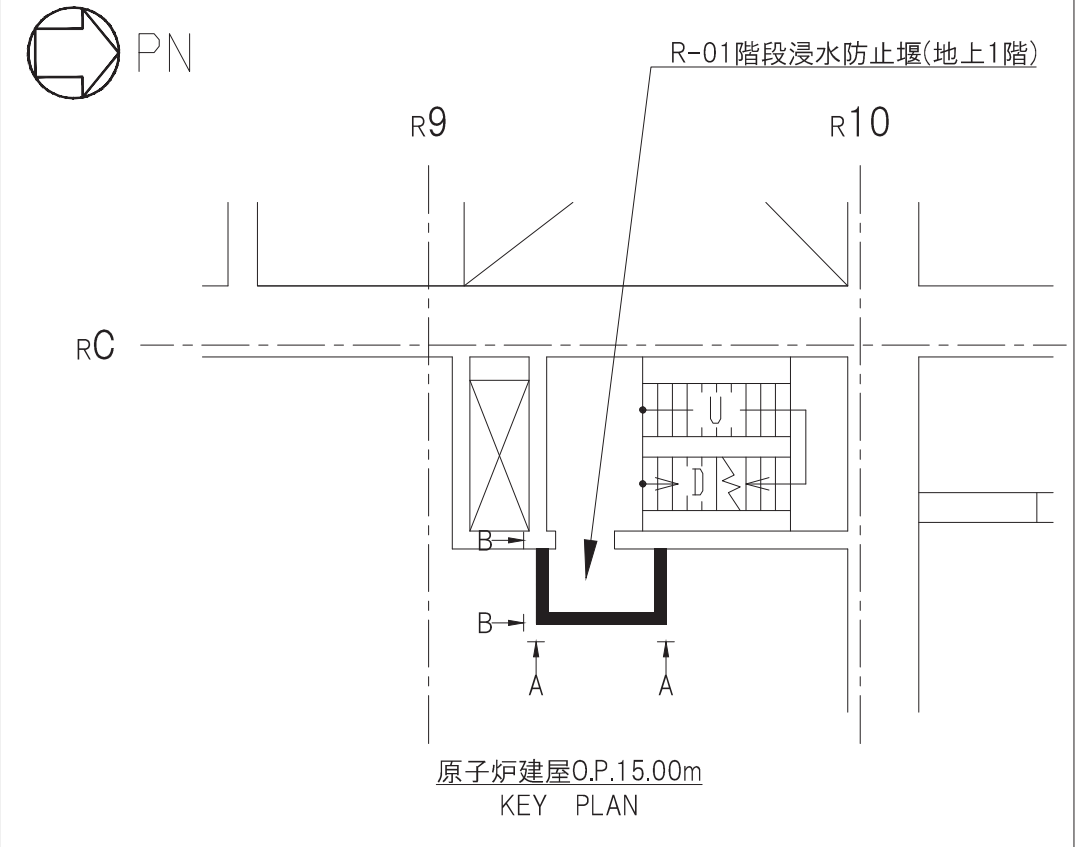 PN
R-01階段浸水防止堰(地上1階)
R9
R10
RC
U
D
B
B
A
A
原子炉建屋O.P.15.00m
KEY PLAN